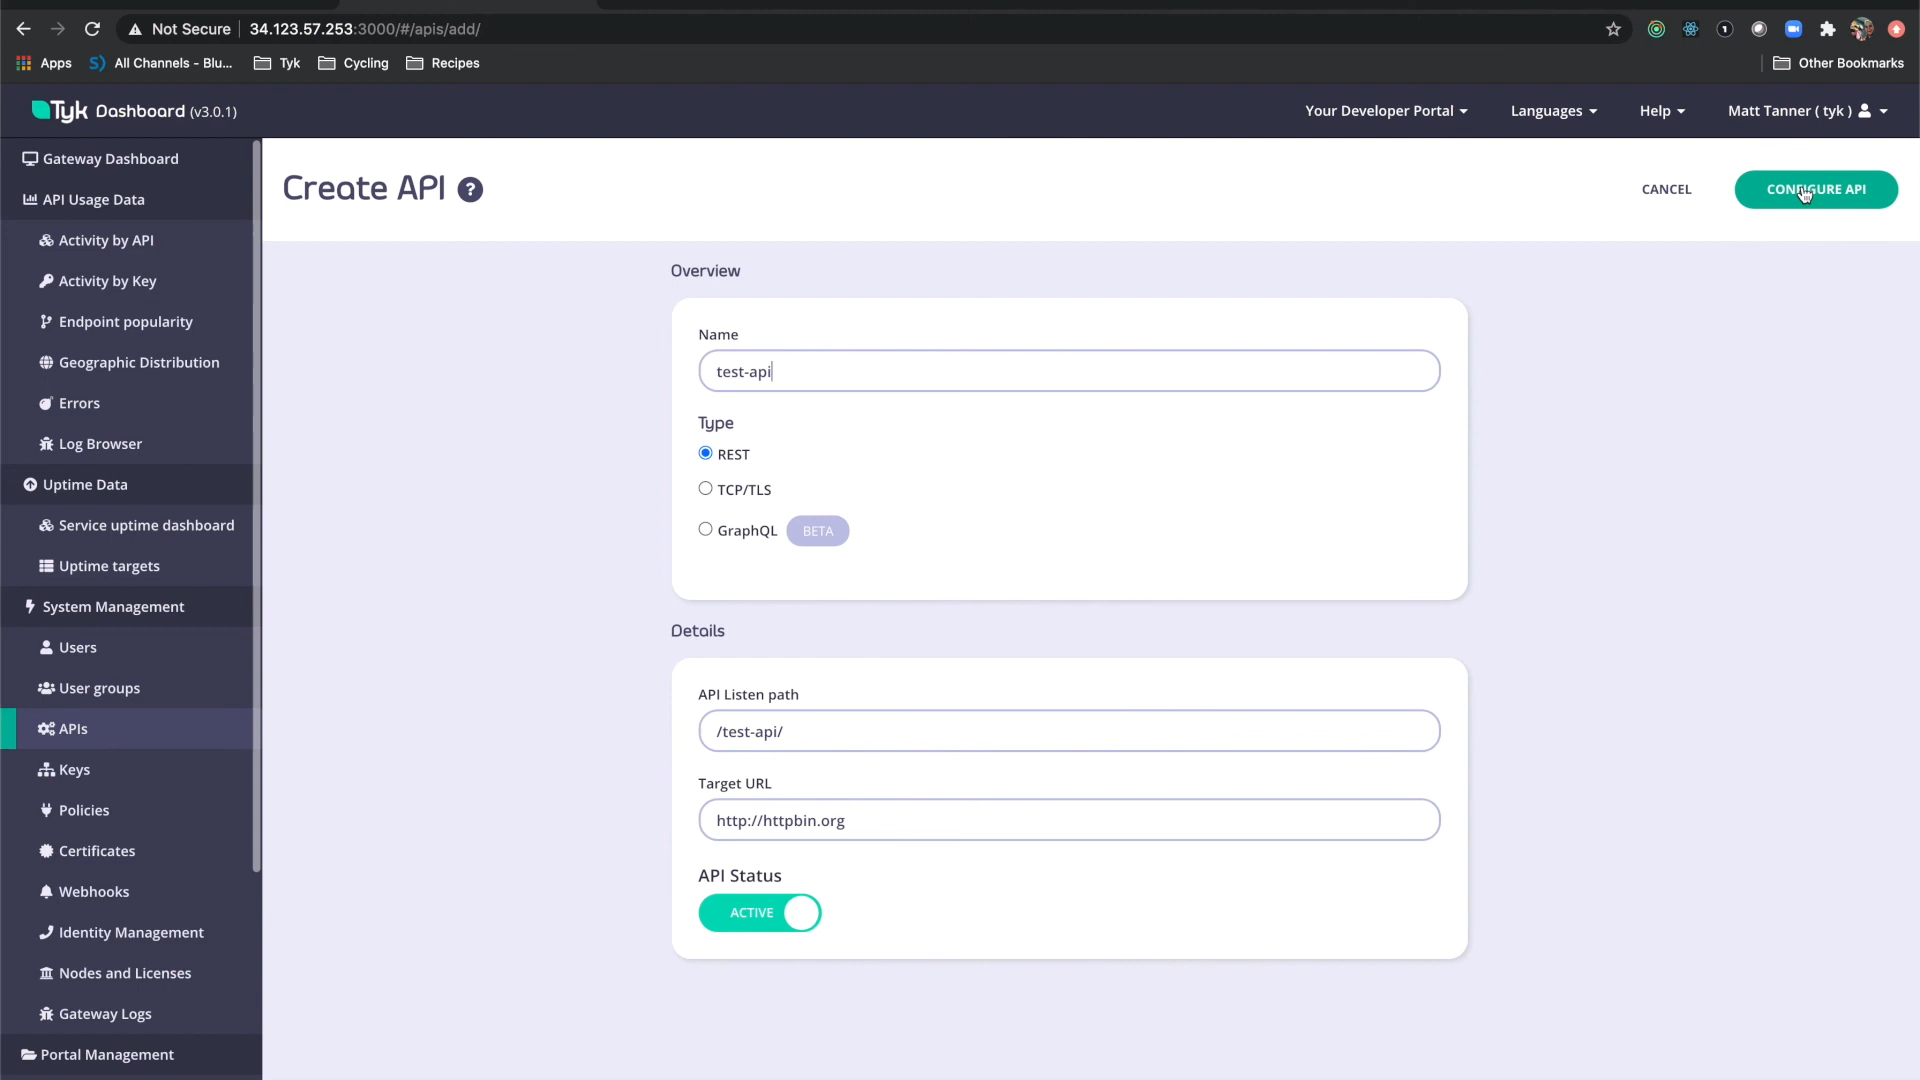 Not Secure
34.123.57.253:3000/#/apis/add/
Apps
All Channels - Blu...
Tyk
Cycling
Recipes
Other Bookmarks
Tyk Dashboard (v3.0.1)
Your Developer Portal
Languages
Help
Matt Tanner ( tyk )
Gateway Dashboard
API Usage Data
Activity by API
Activity by Key
Endpoint popularity
Geographic Distribution
Errors
Log Browser
Uptime Data
Service uptime dashboard
Uptime targets
System Management
Users
User groups
APIs
Keys
Policies
Certificates
Webhooks
Identity Management
Nodes and Licenses
Gateway Logs
Portal Management
Create API ?
CANCEL
CONFIGURE API
Overview
Name
test-api
Type
REST
TCP/TLS
GraphQL BETA
Details
API Listen path
/test-api/
Target URL
http://httpbin.org
API Status
ACTIVE